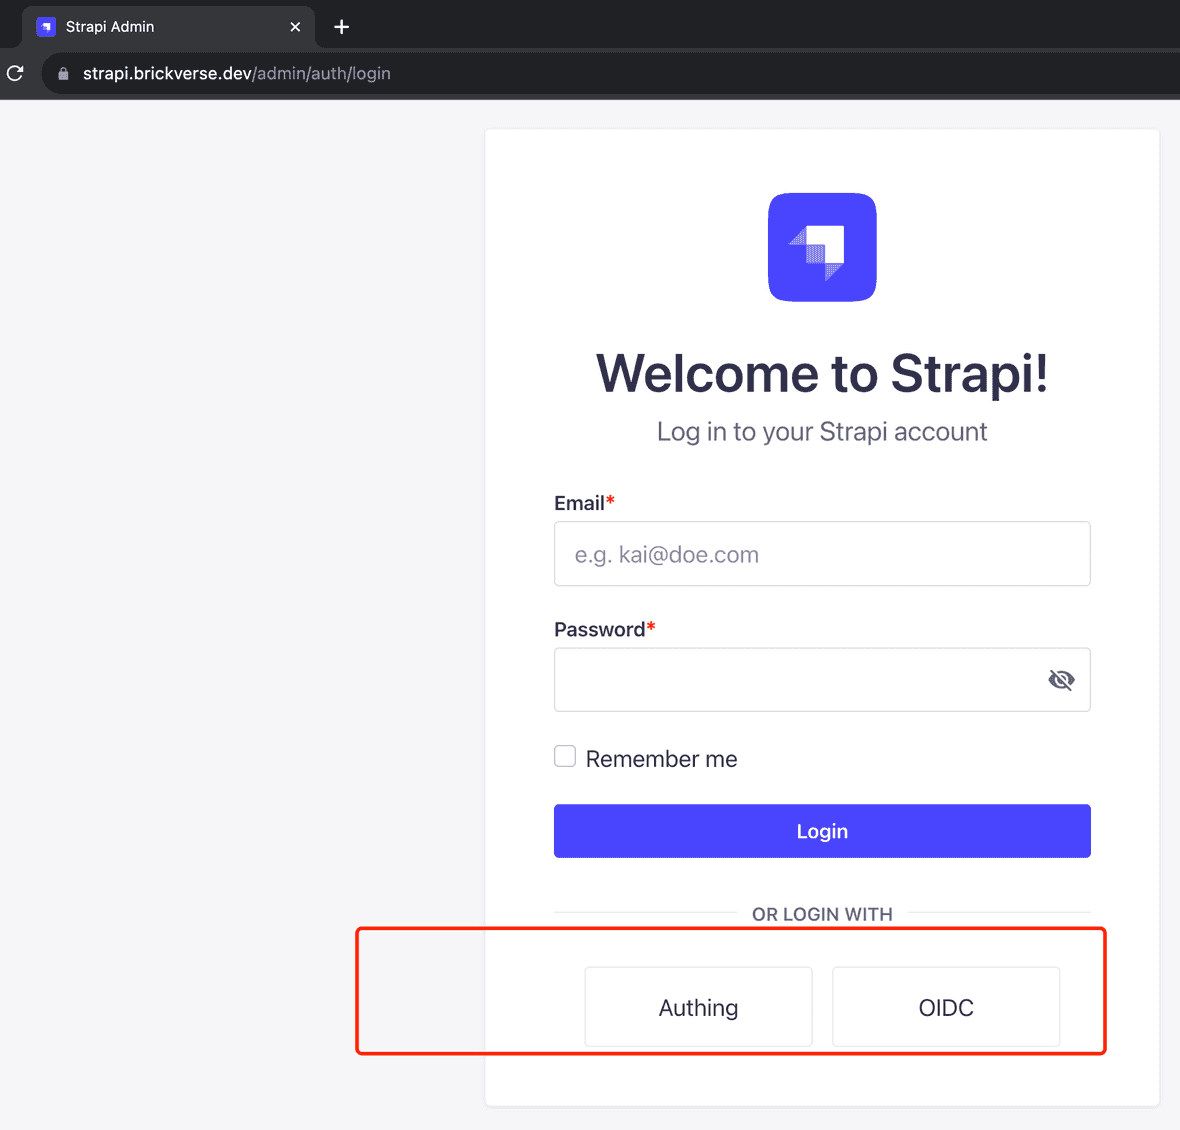 Strapi Admin
strapi.brickverse.dev/admin/auth/login
Welcome to Strapi!
Log in to your Strapi account
Email*
e.g. kai@doe.com
Password*
Remember me
Login
OR LOGIN WITH
Authing OIDC